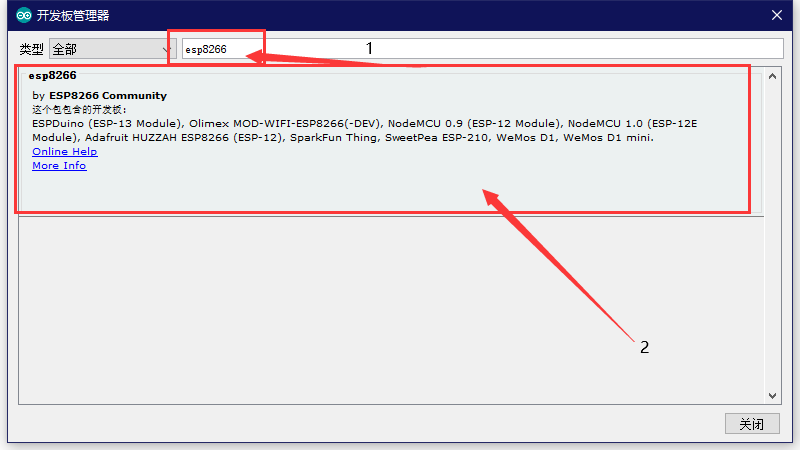 开发板管理器
类型 全部 esp8266 1
esp8266
by ESP8266 Community
这个包包含的开发板:
ESPDuino (ESP-13 Module), Olimex MOD-WIFI-ESP8266(-DEV), NodeMCU 0.9 (ESP-12 Module), NodeMCU 1.0 (ESP-12E
Module), Adafruit HUZZAH ESP8266 (ESP-12), SparkFun Thing, SweetPea ESP-210, WeMos D1, WeMos D1 mini.
Online Help
More Info
2
关闭